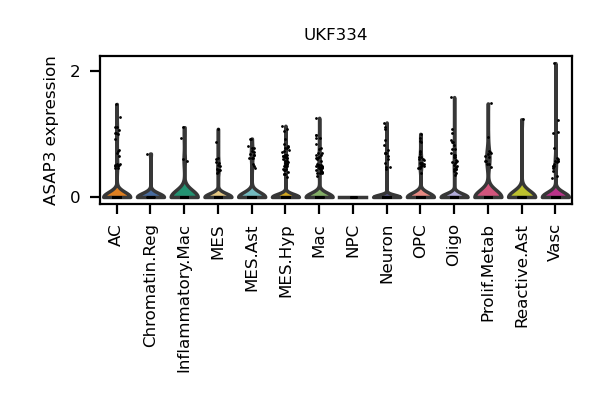 UKF334
ASAP3 expression
2
0
AC
Chromatin.Reg
Inflammatory.Mac
MES
MES.Ast
MES.Hyp
Mac
NPC
Neuron
OPC
Oligo
Prolif.Metab
Reactive.Ast
Vasc